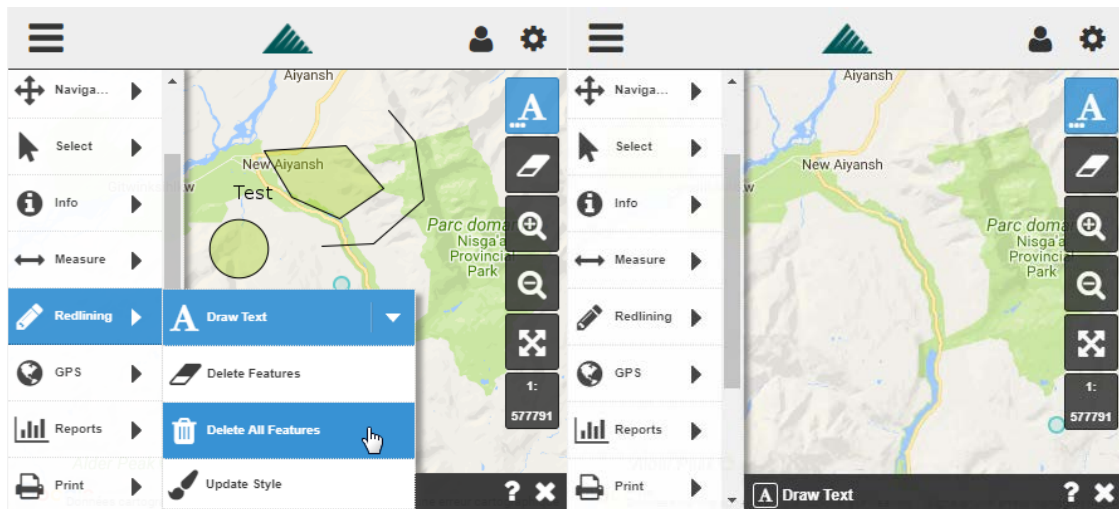 Naviga...
Select
Info
Measure
Redlining
GPS
Reports
Print
Draw Text
Delete Features
Delete All Features
Update Style
Aiyansh
New Aiyansh
w
Test
Parc doma
Nisga'a
Provincia
Park
A
1:
577791
?
Naviga...
Select
Info
Measure
Redlining
GPS
Reports
Print
Aiyansh
New Aiyansh
w
Parc doma
Nisga'a
Provincial
Park
A
1:
577791
A Draw Text
?